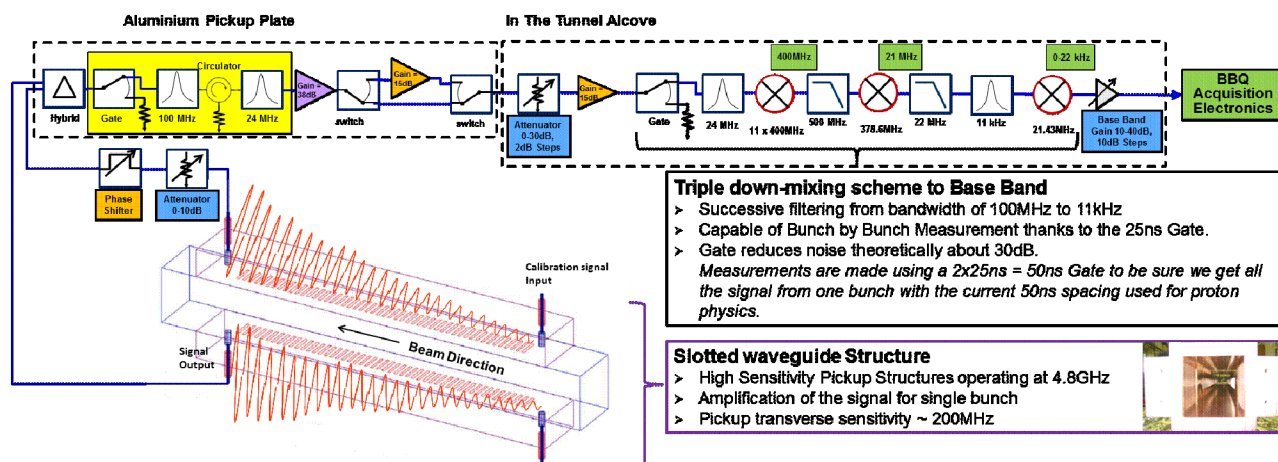 Aluminium Pickup Plate
In The Tunnel Alcove
Circulator
Hybrid
Gate
100 MHz
24 MHz
Gain =
38dB
switch
Gain =
15dB
switch
Attenuator
0-30dB,
2dB Steps
Gain =
15dB
Gate
24 MHz
400MHz
11 x 400MHz
500 MHz
21 MHz
378.6MHz
22 MHz
11 kHz
0-22 kHz
21.43MHz
Base Band
Gain 10-40dB,
10dB Steps
BBQ
Acquisition
Electronics
Phase
Shifter
Attenuator
0-10dB
Calibration signal
Input
Beam Direction
Signal
Output
Triple down-mixing scheme to Base Band
➢ Successive filtering from bandwidth of 100MHz to 11kHz
➢ Capable of Bunch by Bunch Measurement thanks to the 25ns Gate.
➢ Gate reduces noise theoretically about 30dB.
Measurements are made using a 2x25ns = 50ns Gate to be sure we get all
the signal from one bunch with the current 50ns spacing used for proton
physics.
Slotted waveguide Structure
➢ High Sensitivity Pickup Structures operating at 4.8GHz
➢ Amplification of the signal for single bunch
➢ Pickup transverse sensitivity ~ 200MHz